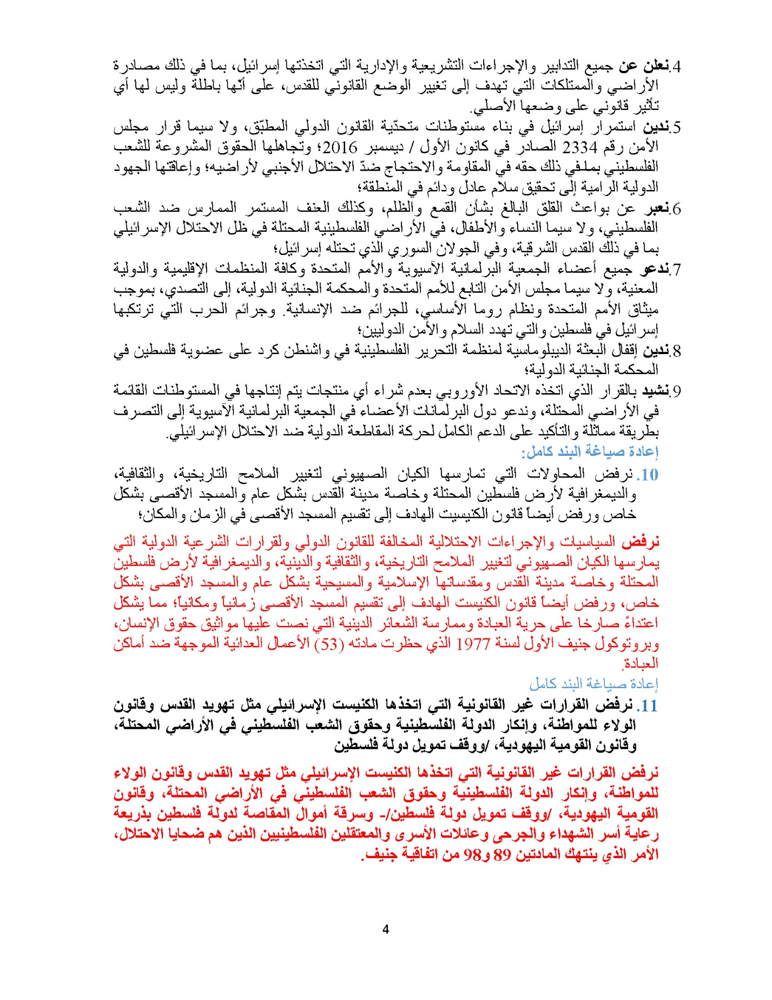 4.نعلن عن جميع التدابير والإجراءات التشريعية والإدارية التي اتخذتها إسرائيل، بما في ذلك مصادرة
الأراضي والممتلكات التي تهدف إلى تغيير الوضع القانوني للقدس، على أنّها باطلة وليس لها أي
تأثير قانوني على وضعها الأصلي.
5.ندين استمرار إسرائيل في بناء مستوطنات متحدّية القانون الدولي المطبّق، ولا سيما قرار مجلس
الأمن رقم 2334 الصادر في كانون الأول / ديسمبر 2016؛ وتجاهلها الحقوق المشروعة للشعب
الفلسطيني بما في ذلك حقه في المقاومة والاحتجاج ضدّ الاحتلال الأجنبي لأراضيه؛ وإعاقتها الجهود
الدولية الرامية إلى تحقيق سلام عادل ودائم في المنطقة؛
6.نعبر عن بواعث القلق البالغ بشأن القمع والظلم، وكذلك العنف المستمر الممارس ضد الشعب
الفلسطيني، ولا سيما النساء والأطفال، في الأراضي الفلسطينية المحتلة في ظل الاحتلال الإسرائيلي
بما في ذلك القدس الشرقية، وفي الجولان السوري الذي تحتله إسرائيل؛
7.ندعو جميع أعضاء الجمعية البرلمانية الآسيوية والأمم المتحدة وكافة المنظمات الإقليمية والدولية
المعنية، ولا سيما مجلس الأمن التابع للأمم المتحدة والمحكمة الجنائية الدولية، إلى التصدي، بموجب
ميثاق الأمم المتحدة ونظام روما الأساسي، للجرائم ضد الإنسانية. وجرائم الحرب التي ترتكبها
إسرائيل في فلسطين والتي تهدد السلام والأمن الدوليين؛
8.ندين إقفال البعثة الديبلوماسية لمنظمة التحرير الفلسطينية في واشنطن كرد على عضوية فلسطين في
المحكمة الجنائية الدولية؛
9.نشيد بالقرار الذي اتخذه الاتحاد الأوروبي بعدم شراء أي منتجات يتم إنتاجها في المستوطنات القائمة
في الأراضي المحتلة، وندعو دول البرلمانات الأعضاء في الجمعية البرلمانية الآسيوية إلى التصرف
بطريقة مماثلة والتأكيد على الدعم الكامل لحركة المقاطعة الدولية ضد الاحتلال الإسرائيلي.
إعادة صياغة البند كامل:
10. نرفض المحاولات التي تمارسها الكيان الصهيوني لتغيير الملامح التاريخية، والثقافية،
والديمغرافية لأرض فلسطين المحتلة وخاصة مدينة القدس بشكل عام والمسجد الأقصى بشكل
خاص ورفض أيضاً قانون الكنيسيت الهادف إلى تقسيم المسجد الأقصى في الزمان والمكان؛
نرفض السياسيات والإجراءات الاحتلالية المخالفة للقانون الدولي ولقرارات الشرعية الدولية التي
يمارسها الكيان الصهيوني لتغيير الملامح التاريخية، والثقافية والدينية، والديمغرافية لأرض فلسطين
المحتلة وخاصة مدينة القدس ومقدساتها الإسلامية والمسيحية بشكل عام والمسجد الأقصى بشكل
خاص، ورفض أيضاً قانون الكنيست الهادف إلى تقسيم المسجد الأقصى زمانياً ومكانياً؛ مما يشكل
اعتداءً صارخا على حرية العبادة وممارسة الشعائر الدينية التي نصت عليها مواثيق حقوق الإنسان،
وبروتوكول جنيف الأول لسنة 1977 الذي حظرت مادته (53) الأعمال العدائية الموجهة ضد أماكن
العبادة.
إعادة صياغة البند كامل
11. نرفض القرارات غير القانونية التي اتخذها الكنيست الإسرائيلي مثل تهويد القدس وقانون
الولاء للمواطنة، وإنكار الدولة الفلسطينية وحقوق الشعب الفلسطيني في الأراضي المحتلة،
وقانون القومية اليهودية، /ووقف تمويل دولة فلسطين
نرفض القرارات غير القانونية التي اتخذها الكنيست الإسرائيلي مثل تهويد القدس وقانون الولاء
للمواطنة، وإنكار الدولة الفلسطينية وحقوق الشعب الفلسطيني في الأراضي المحتلة، وقانون
القومية اليهودية، /ووقف تمويل دولة فلسطين/- وسرقة أموال المقاصة لدولة فلسطين بذريعة
رعاية أسر الشهداء والجرحى وعائلات الأسرى والمعتقلين الفلسطينيين الذين هم ضحايا الاحتلال،
الأمر الذي ينتهك المادتين 89 و98 من اتفاقية جنيف.
4